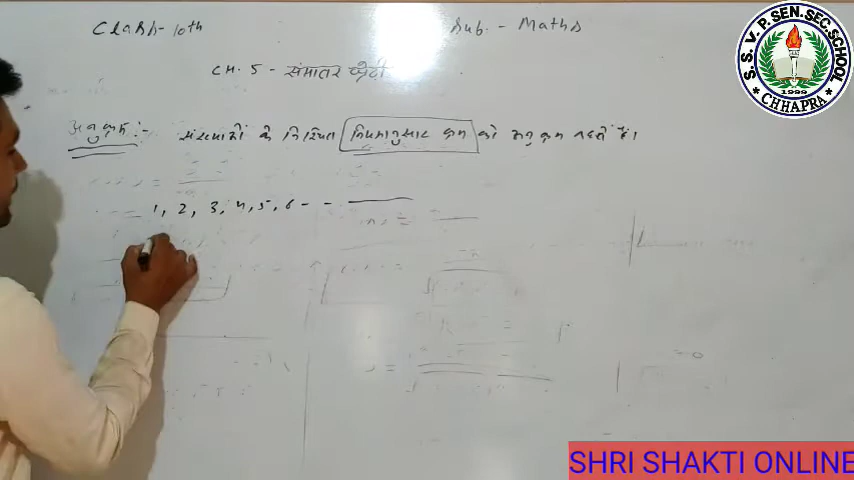 Class- 10th
Sub. - Maths
CH. 5 - समांतर श्रेढी
अनुक्रम :- संख्याओं के निश्चित नियमानुसार क्रम को अनुक्रम कहते हैं।
1, 2, 3, 4, 5, 6 - -
S. S. V. P. SEN. SEC. SCHOOL
1999
CHHAPRA
SHRI SHAKTI ONLINE